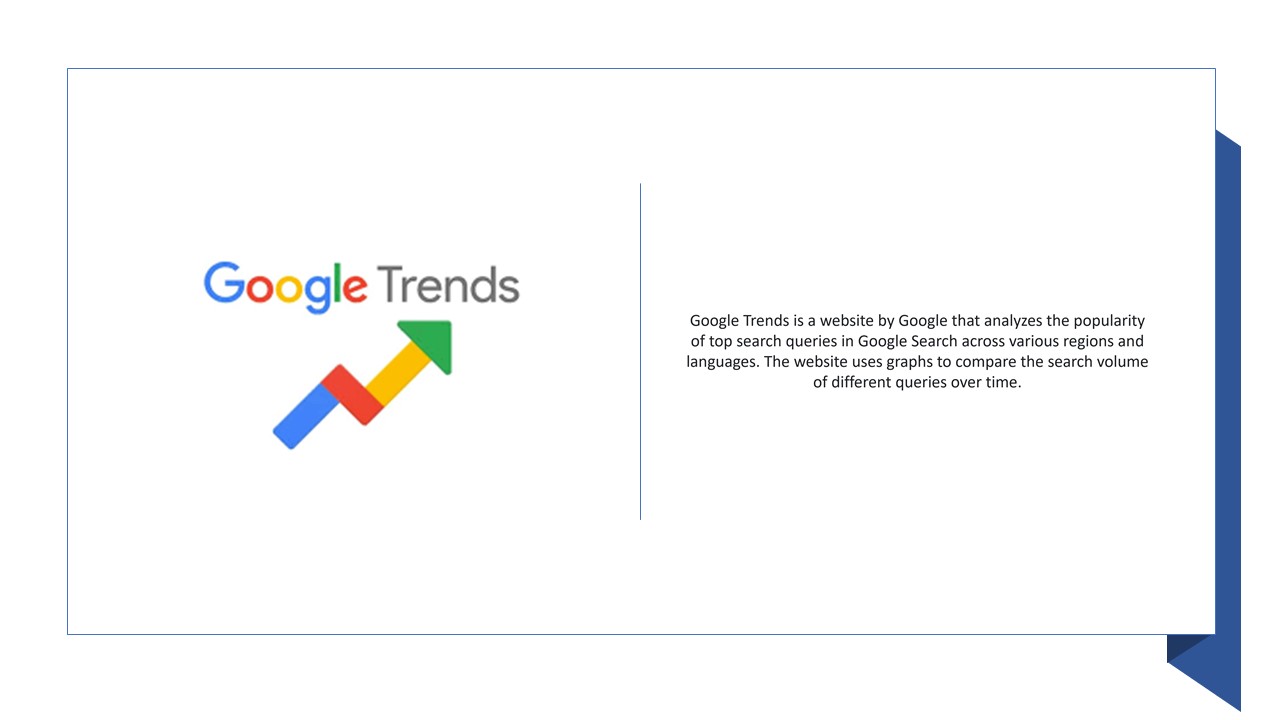 Google Trends
Google Trends is a website by Google that analyzes the popularity
of top search queries in Google Search across various regions and
languages. The website uses graphs to compare the search volume
of different queries over time.